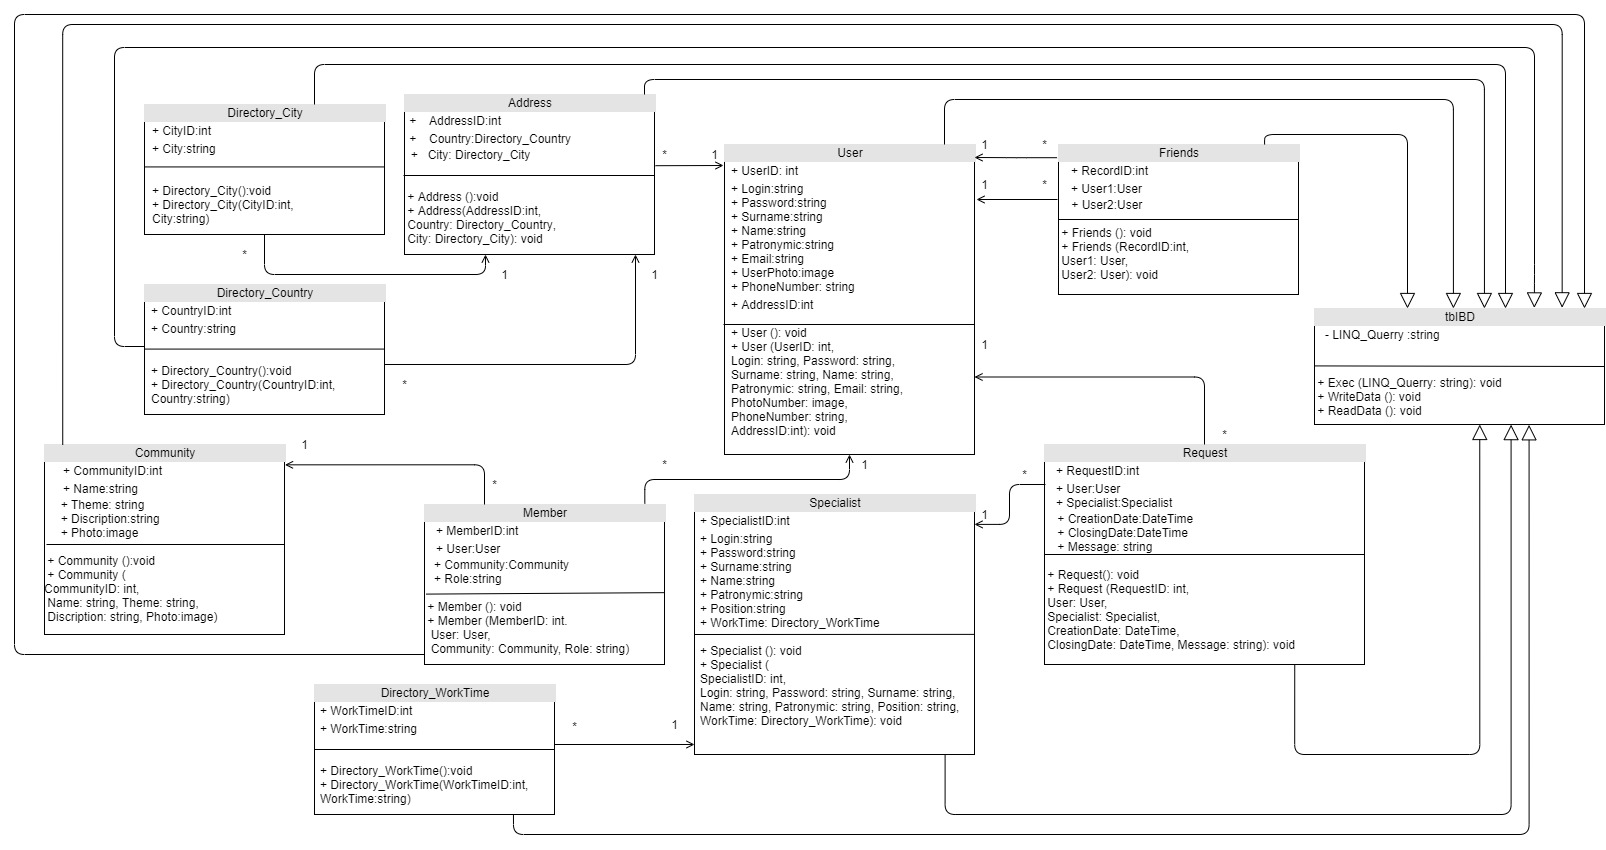 Directory_City
+ CityID:int
+ City:string
+ Directory_City():void
+ Directory_City(CityID:int,
City:string)
*
1
Address
+ AddressID:int
+ Country:Directory_Country
+ City: Directory_City
+ Address ():void
+ Address(AddressID:int,
Country: Directory_Country,
City: Directory_City): void
*
1
1
Directory_Country
+ CountryID:int
+ Country:string
+ Directory_Country():void
+ Directory_Country(CountryID:int,
Country:string)
*
User
+ UserID: int
+ Login:string
+ Password:string
+ Surname:string
+ Name:string
+ Patronymic:string
+ Email:string
+ UserPhoto:image
+ PhoneNumber: string
+ AddressID:int
+ User (): void
+ User (UserID: int,
Login: string, Password: string,
Surname: string, Name: string,
Patronymic: string, Email: string,
PhotoNumber: image,
PhoneNumber: string,
AddressID:int): void
1
*
1
*
Friends
+ RecordID:int
+ User1:User
+ User2:User
+ Friends (): void
+ Friends (RecordID:int,
User1: User,
User2: User): void
tblBD
- LINQ_Querry :string
+ Exec (LINQ_Querry: string): void
+ WriteData (): void
+ ReadData (): void
1
*
Community
+ CommunityID:int
+ Name:string
+ Theme: string
+ Discription:string
+ Photo:image
+ Community ():void
+ Community (
CommunityID: int,
Name: string, Theme: string,
Discription: string, Photo:image)
1
*
Member
+ MemberID:int
+ User:User
+ Community:Community
+ Role:string
+ Member (): void
+ Member (MemberID: int.
User: User,
Community: Community, Role: string)
*
1
Specialist
+ SpecialistID:int
+ Login:string
+ Password:string
+ Surname:string
+ Name:string
+ Patronymic:string
+ Position:string
+ WorkTime: Directory_WorkTime
+ Specialist (): void
+ Specialist (
SpecialistID: int,
Login: string, Password: string, Surname: string,
Name: string, Patronymic: string, Position: string,
WorkTime: Directory_WorkTime): void
1
*
Request
+ RequestID:int
+ User:User
+ Specialist:Specialist
+ CreationDate:DateTime
+ ClosingDate:DateTime
+ Message: string
+ Request(): void
+ Request (RequestID: int,
User: User,
Specialist: Specialist,
CreationDate: DateTime,
ClosingDate: DateTime, Message: string): void
Directory_WorkTime
+ WorkTimeID:int
+ WorkTime:string
+ Directory_WorkTime():void
+ Directory_WorkTime(WorkTimeID:int,
WorkTime:string)
*
1